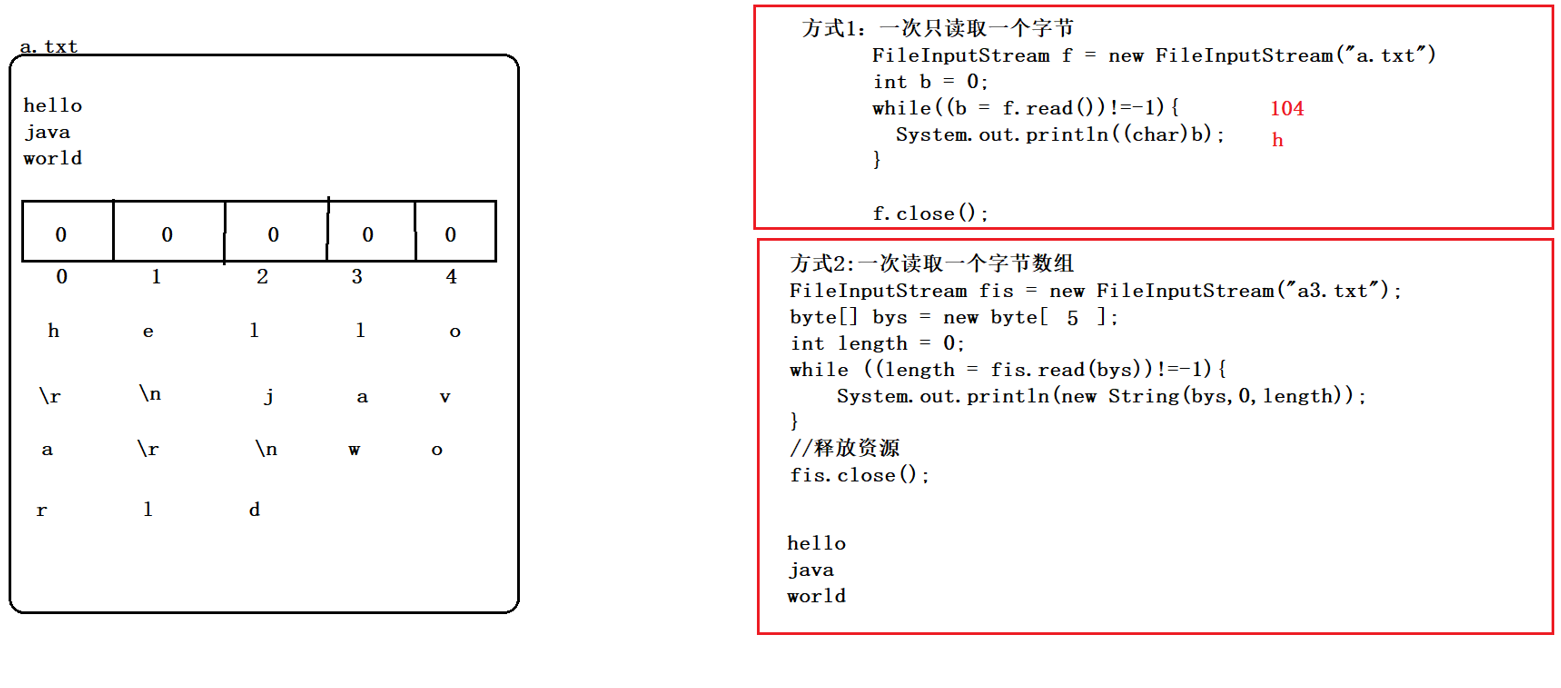 a.txt
hello
java
world
0 0 0 0 0
0 1 2 3 4
h e l l o
\r \n j a v
a \r \n w o
r l d
方式1：一次只读取一个字节
FileInputStream f = new FileInputStream("a.txt")
int b = 0;
while((b = f.read())!=-1){ 104
System.out.println((char)b); h
}
f.close();
方式2:一次读取一个字节数组
FileInputStream fis = new FileInputStream("a3.txt");
byte[] bys = new byte[ 5 ];
int length = 0;
while ((length = fis.read(bys))!=-1){
System.out.println(new String(bys,0,length));
}
//释放资源
fis.close();
hello
java
world